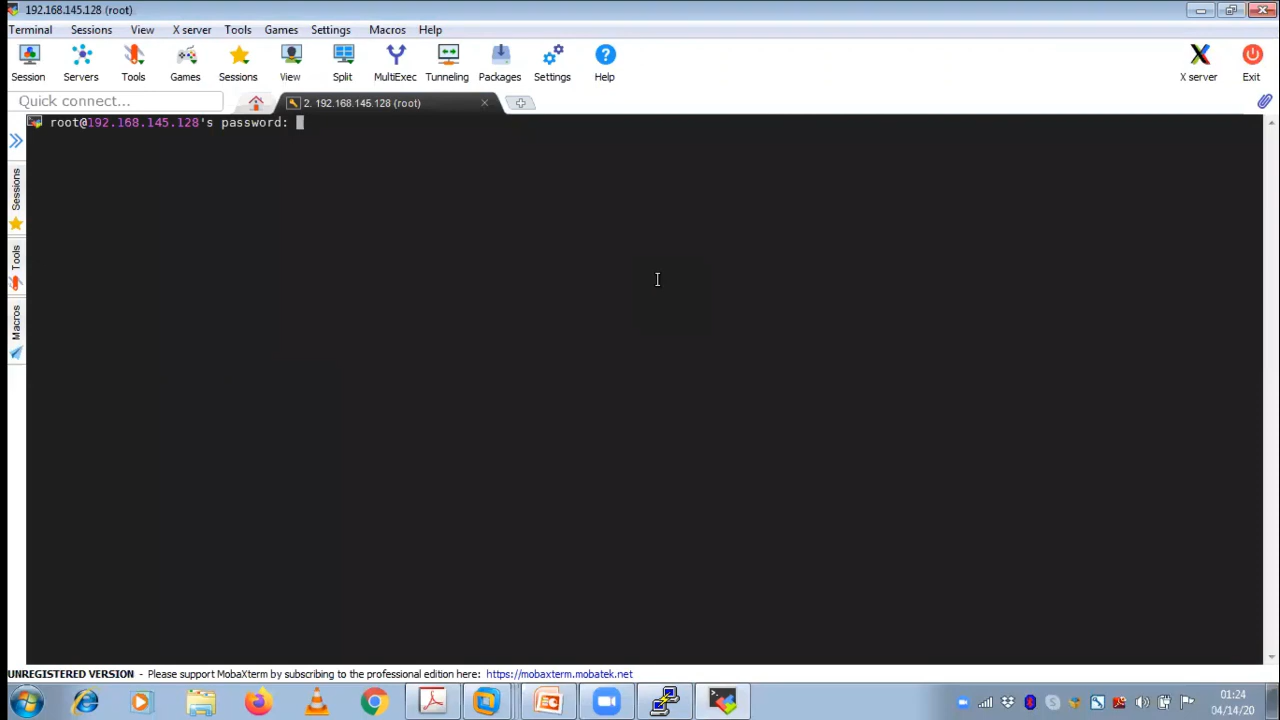 192.168.145.128 (root)
Terminal Sessions View X server Tools Games Settings Macros Help
Session Servers Tools Games Sessions View Split MultiExec Tunneling Packages Settings Help X server Exit
Quick connect... 2. 192.168.145.128 (root)
root@192.168.145.128's password:
Sessions
Tools
Macros
UNREGISTERED VERSION - Please support MobaXterm by subscribing to the professional edition here: https://mobaxterm.mobatek.net
01:24
04/14/20